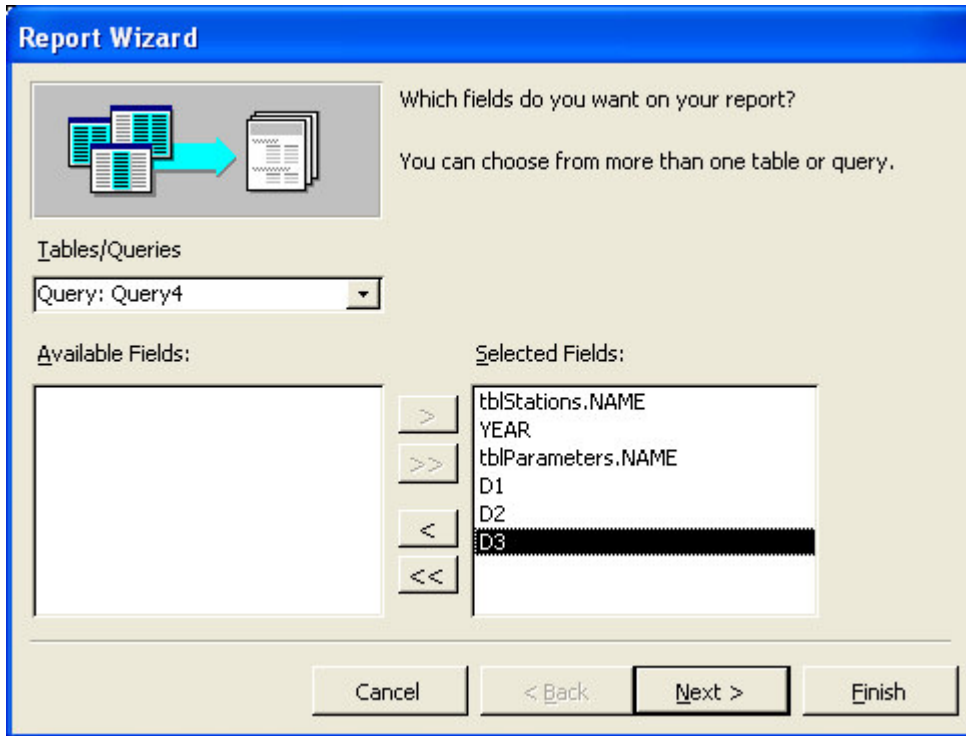 Report Wizard
Which fields do you want on your report?
You can choose from more than one table or query.
Tables/Queries
Query: Query4
Available Fields:
Selected Fields:
tblStations.NAME
YEAR
tblParameters.NAME
D1
D2
D3
>
>>
<
<<
Cancel
< Back
Next >
Finish